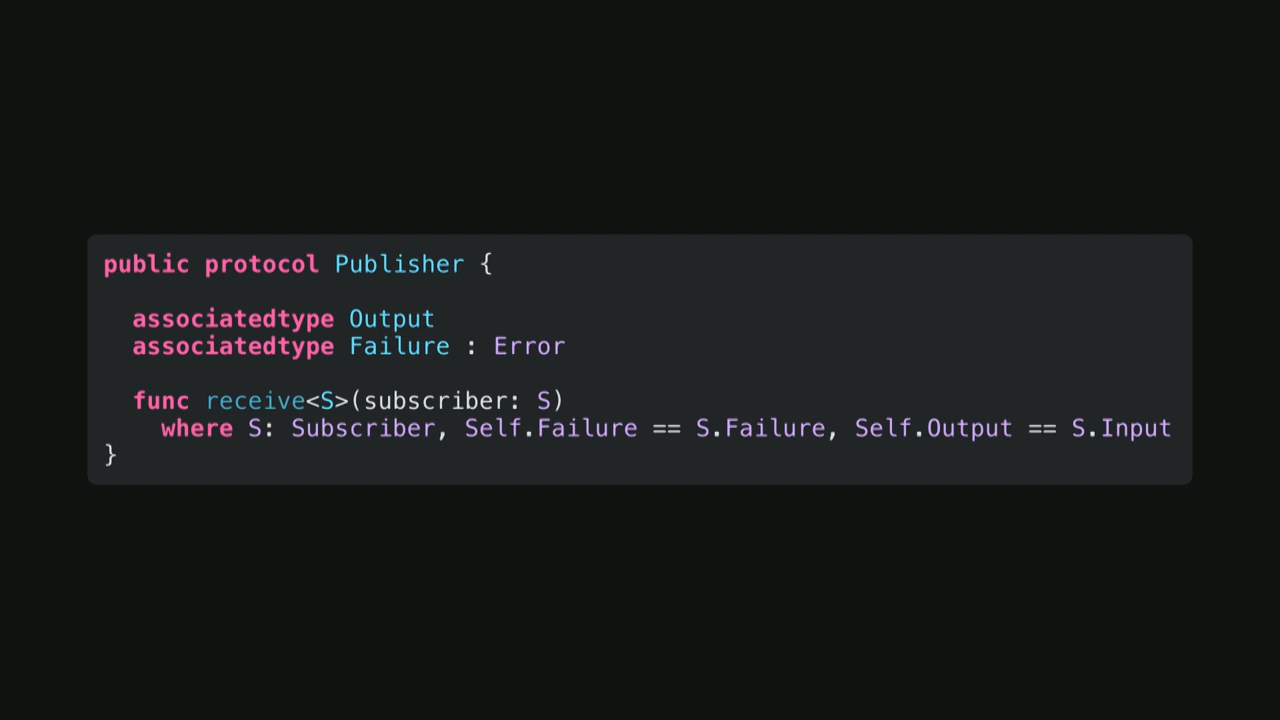 public protocol Publisher {
associatedtype Output
associatedtype Failure : Error
func receive<S>(subscriber: S)
where S: Subscriber, Self.Failure == S.Failure, Self.Output == S.Input
}